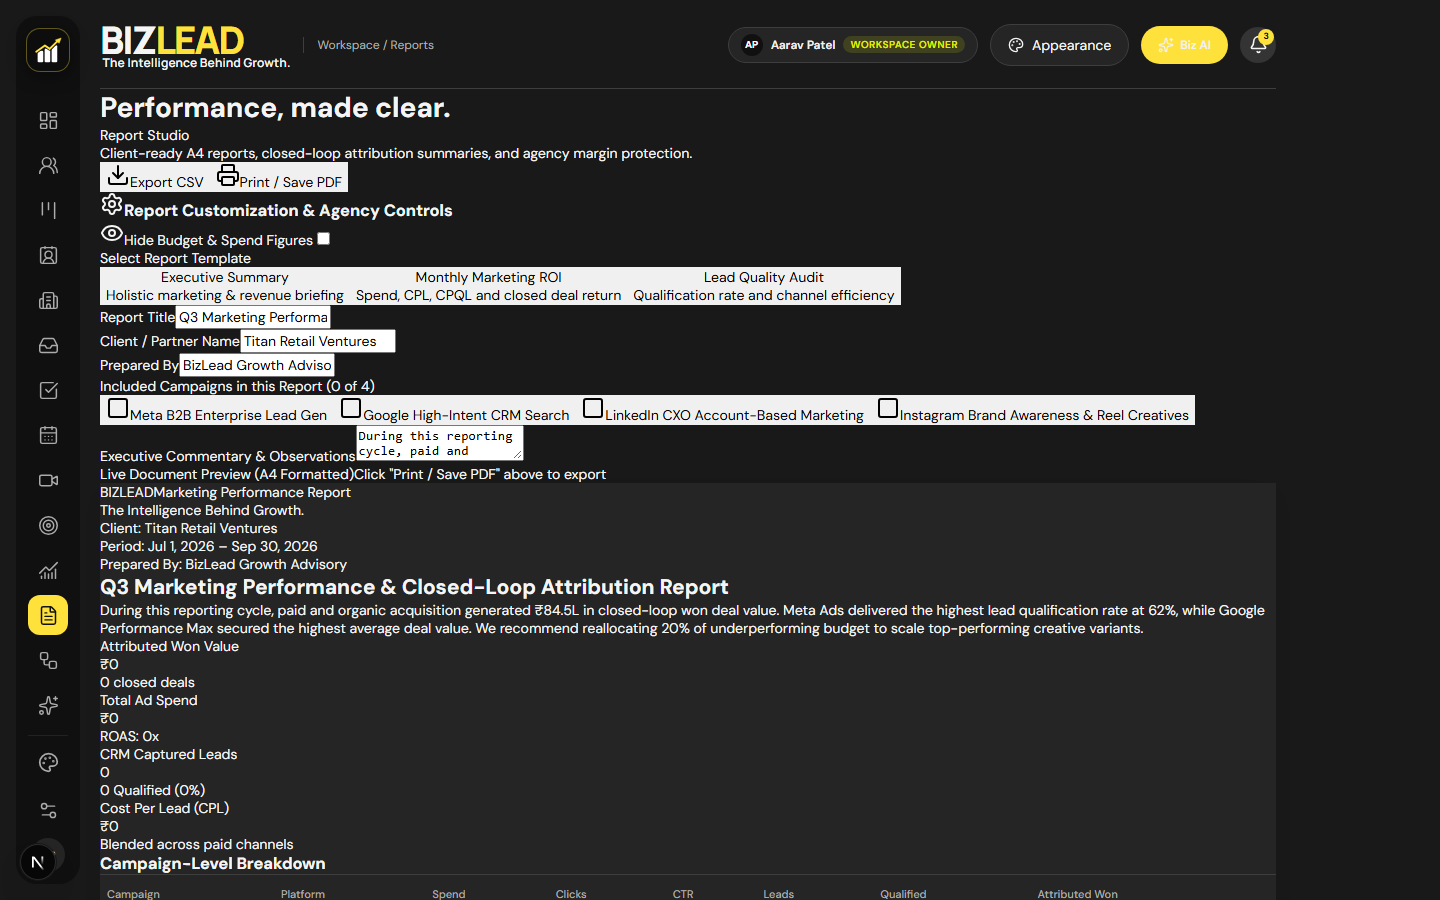 BIZLEAD
The Intelligence Behind Growth.
Workspace / Reports
AP Aarav Patel WORKSPACE OWNER
Appearance
Biz AI
3
Performance, made clear.
Report Studio
Client-ready A4 reports, closed-loop attribution summaries, and agency margin protection.
Export CSV Print / Save PDF
Report Customization & Agency Controls
Hide Budget & Spend Figures
Select Report Template
Executive Summary Monthly Marketing ROI Lead Quality Audit
Holistic marketing & revenue briefing Spend, CPL, CPQL and closed deal return Qualification rate and channel efficiency
Report Title Q3 Marketing Performa
Client / Partner Name Titan Retail Ventures
Prepared By BizLead Growth Adviso
Included Campaigns in this Report (0 of 4)
Meta B2B Enterprise Lead Gen Google High-Intent CRM Search LinkedIn CXO Account-Based Marketing Instagram Brand Awareness & Reel Creatives
During this reporting
cycle, paid and
Executive Commentary & Observations
Live Document Preview (A4 Formatted)Click "Print / Save PDF" above to export
BIZLEADMarketing Performance Report
The Intelligence Behind Growth.
Client: Titan Retail Ventures
Period: Jul 1, 2026 – Sep 30, 2026
Prepared By: BizLead Growth Advisory
Q3 Marketing Performance & Closed-Loop Attribution Report
During this reporting cycle, paid and organic acquisition generated ₹84.5L in closed-loop won deal value. Meta Ads delivered the highest lead qualification rate at 62%, while Google
Performance Max secured the highest average deal value. We recommend reallocating 20% of underperforming budget to scale top-performing creative variants.
Attributed Won Value
₹0
0 closed deals
Total Ad Spend
₹0
ROAS: 0x
CRM Captured Leads
0
0 Qualified (0%)
Cost Per Lead (CPL)
₹0
Blended across paid channels
Campaign-Level Breakdown
Campaign Platform Spend Clicks CTR Leads Qualified Attributed Won
N